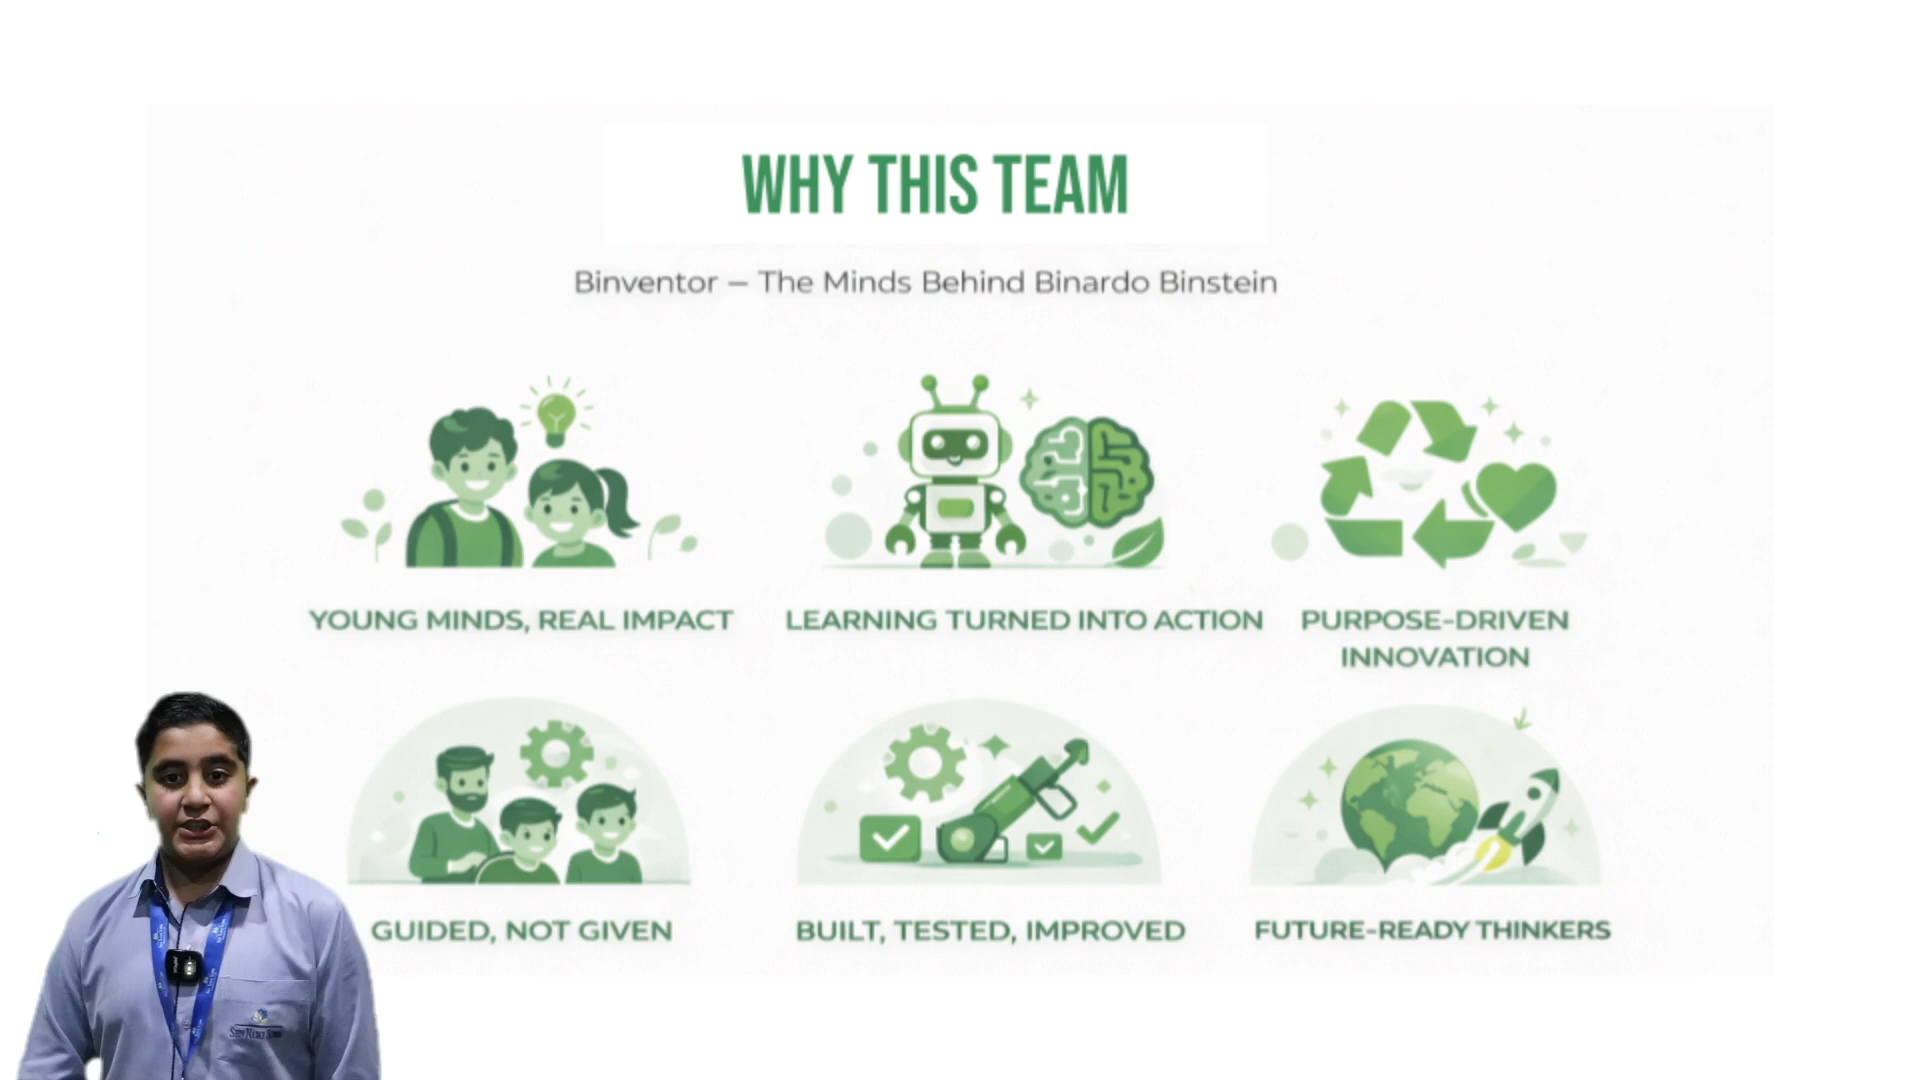 WHY THIS TEAM
Binventor – The Minds Behind Binardo Binstein
YOUNG MINDS, REAL IMPACT
LEARNING TURNED INTO ACTION
PURPOSE-DRIVEN
INNOVATION
GUIDED, NOT GIVEN
BUILT, TESTED, IMPROVED
FUTURE-READY THINKERS